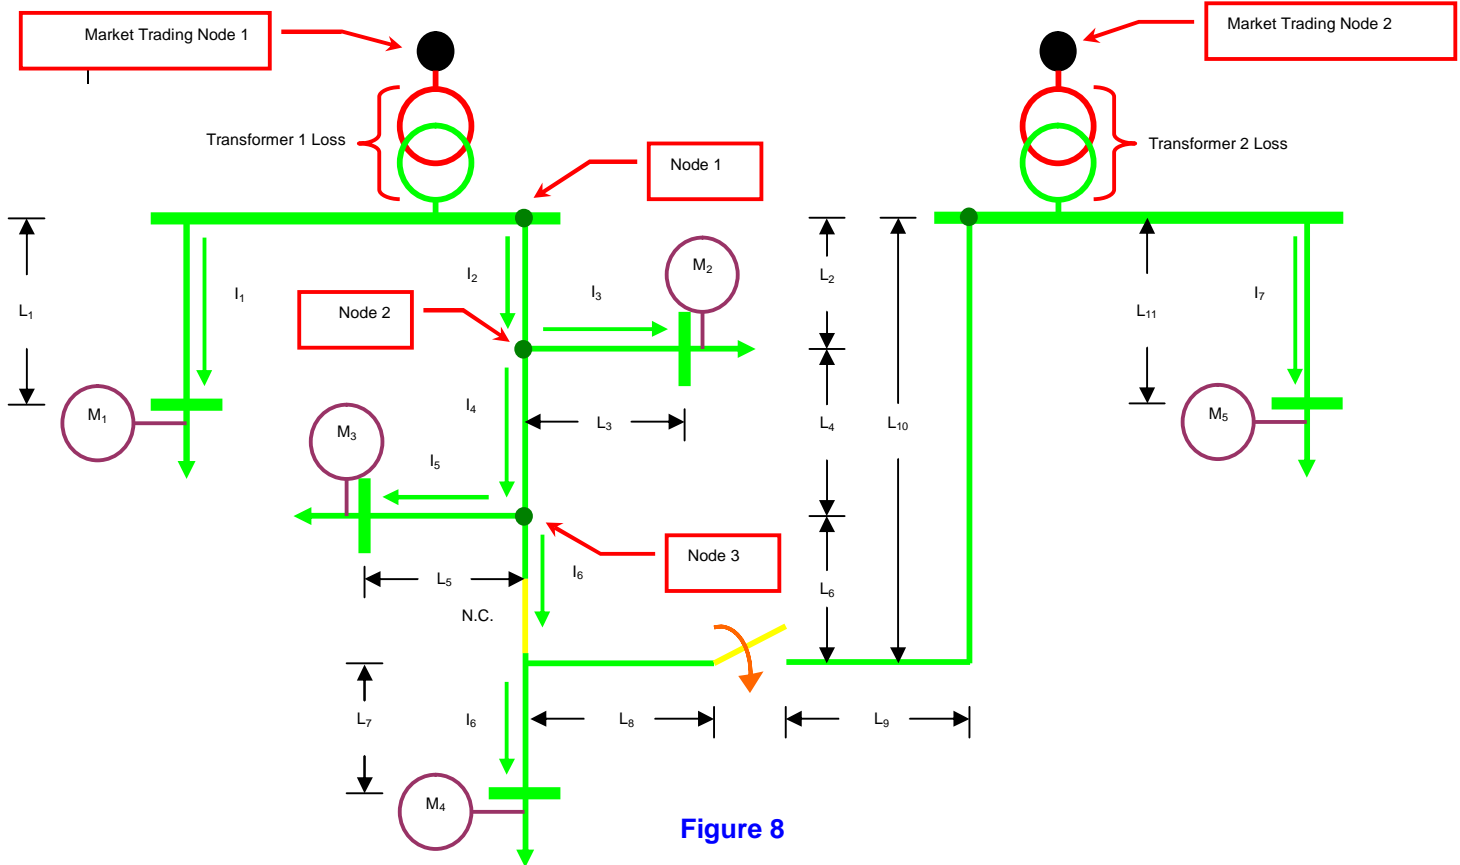 Market Trading Node 1
Market Trading Node 2
Transformer 1 Loss
Node 1
Transformer 2 Loss
M₂
I₂
I₃
L₂
I₁
I₇
L₁
Node 2
L₁₁
I₄
M₁
L₃
L₄
L₁₀
M₅
M₃
I₅
Node 3
I₆
L₅
L₆
N.C.
L₇
I₆
L₈
L₉
M₄
Figure 8